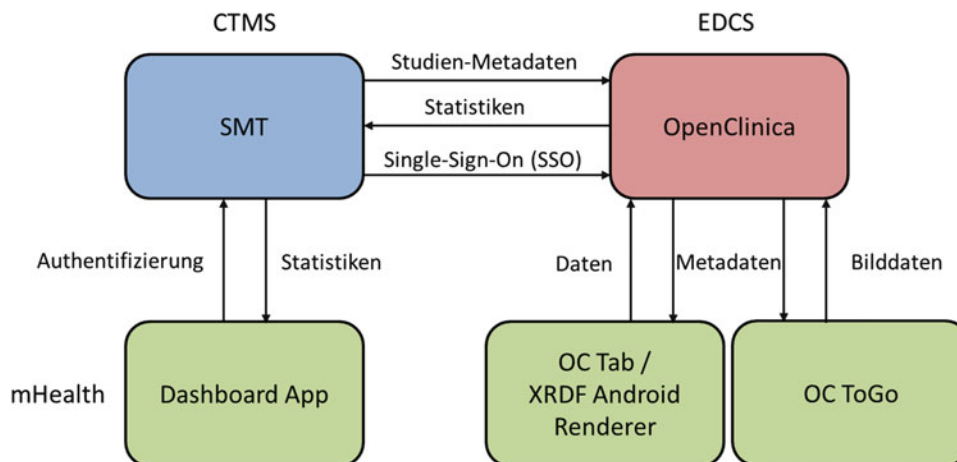 CTMS
EDCS
Studien-Metadaten
SMT
Statistiken
OpenClinica
Single-Sign-On (SSO)
Authentifizierung
Statistiken
Daten
Metadaten
Bilddaten
mHealth
Dashboard App
OC Tab /
XRDF Android
Renderer
OC ToGo